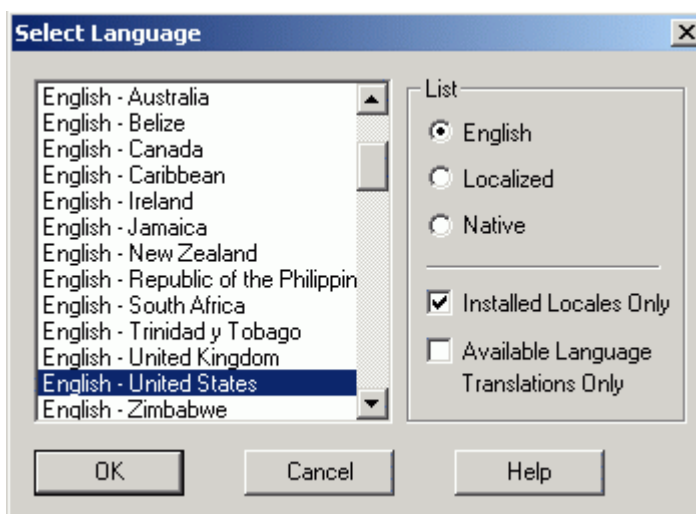 Select Language
English - Australia
English - Belize
English - Canada
English - Caribbean
English - Ireland
English - Jamaica
English - New Zealand
English - Republic of the Philippin
English - South Africa
English - Trinidad y Tobago
English - United Kingdom
English - United States
English - Zimbabwe
List
English
Localized
Native
Installed Locales Only
Available Language
Translations Only
OK
Cancel
Help